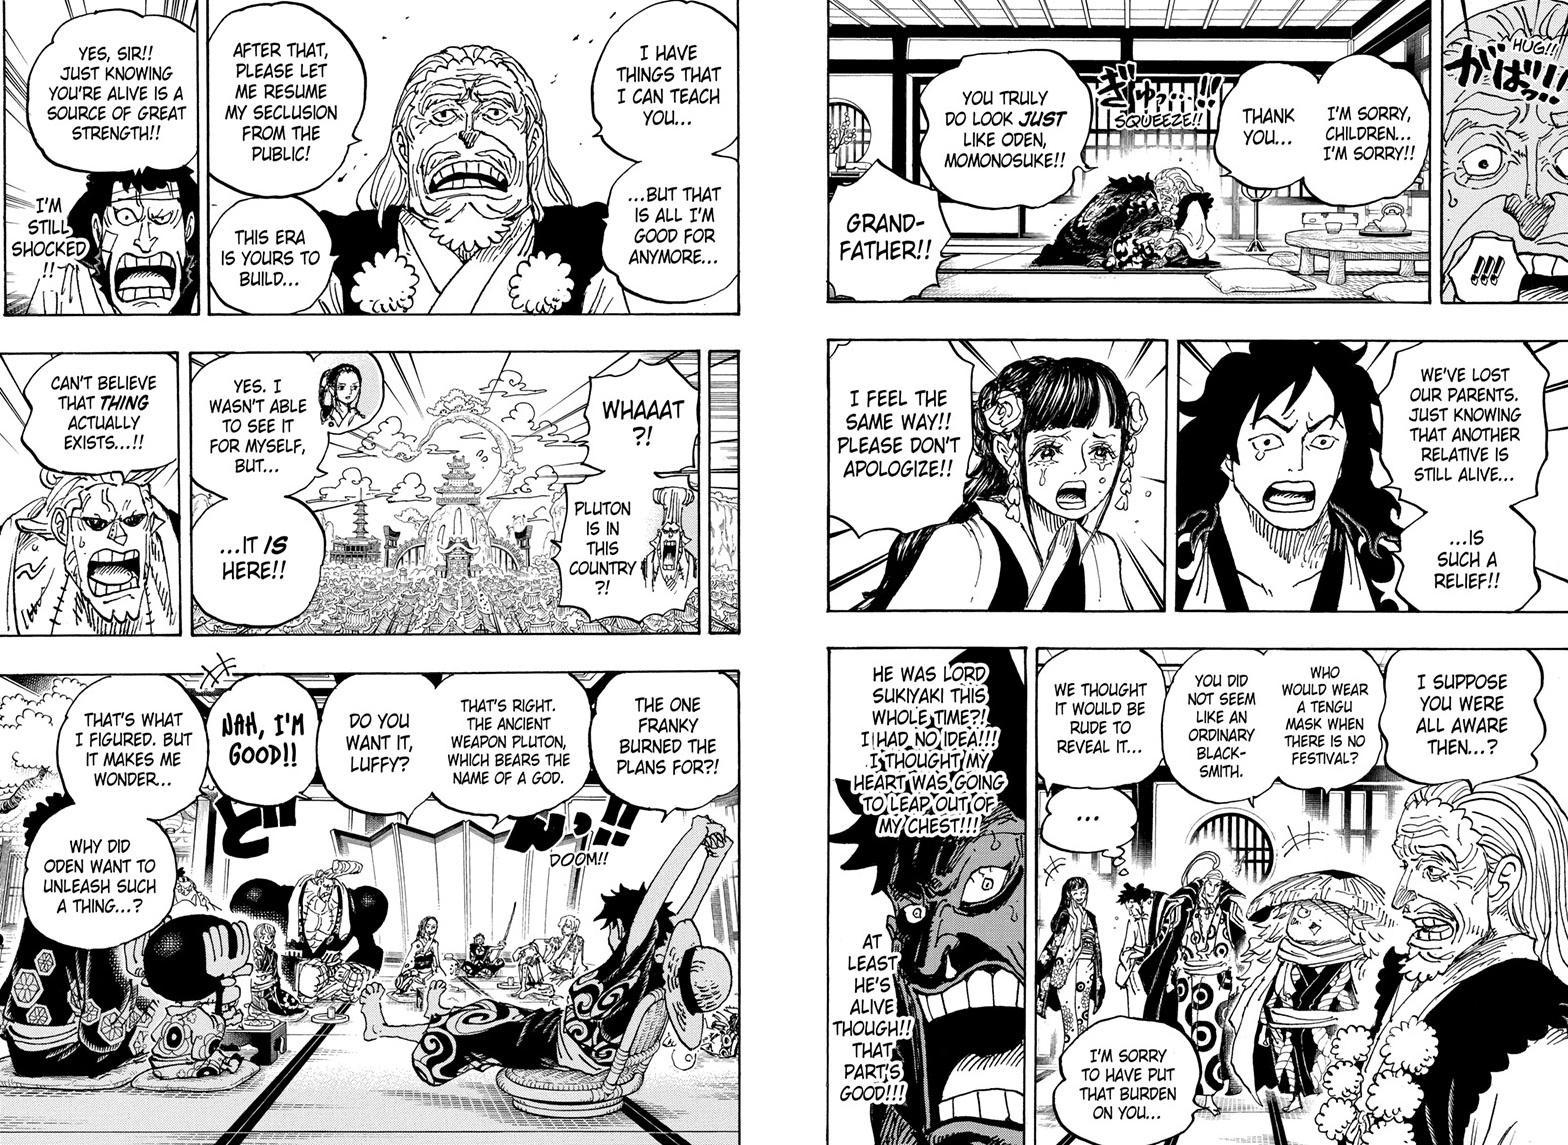 HUG!!
がばっ!!
!!!
I'M SORRY,
CHILDREN...
I'M SORRY!!
THANK
YOU...
ぎゅっ…!!
SQUEEZE!!
YOU TRULY
DO LOOK JUST
LIKE ODEN,
MOMONOSUKE!!
GRAND-
FATHER!!
WE'VE LOST
OUR PARENTS.
JUST KNOWING
THAT ANOTHER
RELATIVE IS
STILL ALIVE...
...IS
SUCH A
RELIEF!!
I FEEL THE
SAME WAY!!
PLEASE DON'T
APOLOGIZE!!
I SUPPOSE
YOU WERE
ALL AWARE
THEN...?
WHO
WOULD WEAR
A TENGU
MASK WHEN
THERE IS NO
FESTIVAL?
YOU DID
NOT SEEM
LIKE AN
ORDINARY
BLACK-
SMITH.
WE THOUGHT
IT WOULD BE
RUDE TO
REVEAL IT...
...
I'M SORRY
TO HAVE PUT
THAT BURDEN
ON YOU...
HE WAS LORD
SUKIYAKI THIS
WHOLE TIME?!
I HAD NO IDEA!!!
I THOUGHT MY
HEART WAS GOING
TO LEAP OUT OF
MY CHEST!!!
AT
LEAST
HE'S
ALIVE
THOUGH!!
THAT
PART'S
GOOD!!!
I HAVE
THINGS THAT
I CAN TEACH
YOU...
...BUT THAT
IS ALL I'M
GOOD FOR
ANYMORE...
AFTER THAT,
PLEASE LET
ME RESUME
MY SECLUSION
FROM THE
PUBLIC!
THIS ERA
IS YOURS TO
BUILD...
YES, SIR!!
JUST KNOWING
YOU'RE ALIVE IS A
SOURCE OF GREAT
STRENGTH!!
I'M
STILL
SHOCKED
!!
WHAAAT
?!
PLUTON
IS IN
THIS
COUNTRY
?!
YES. I
WASN'T ABLE
TO SEE IT
FOR MYSELF,
BUT...
...IT IS
HERE!!
CAN'T BELIEVE
THAT THING
ACTUALLY
EXISTS...!!
THE ONE
FRANKY
BURNED THE
PLANS FOR?!
THAT'S RIGHT.
THE ANCIENT
WEAPON PLUTON,
WHICH BEARS THE
NAME OF A GOD.
DO YOU
WANT IT,
LUFFY?
NAH, I'M
GOOD!!
ど
ん!!
DOOM!!
THAT'S WHAT
I FIGURED. BUT
IT MAKES ME
WONDER...
WHY DID
ODEN WANT TO
UNLEASH SUCH
A THING...?